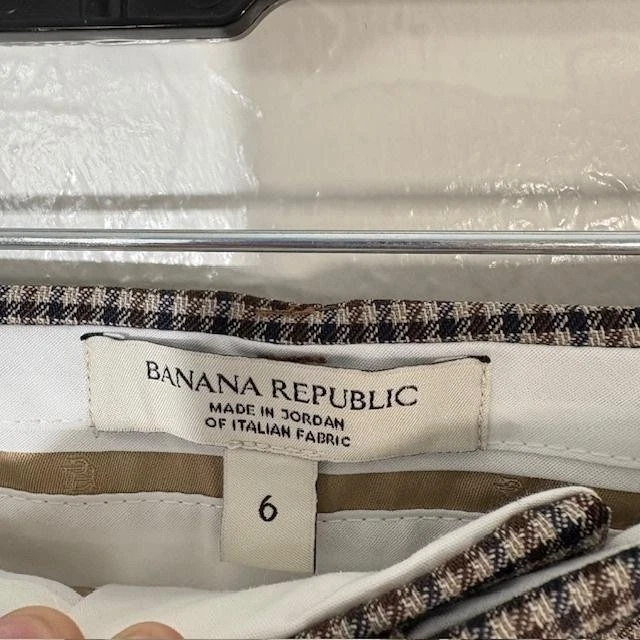 BANANA REPUBLIC
MADE IN JORDAN
OF ITALIAN FABRIC
6